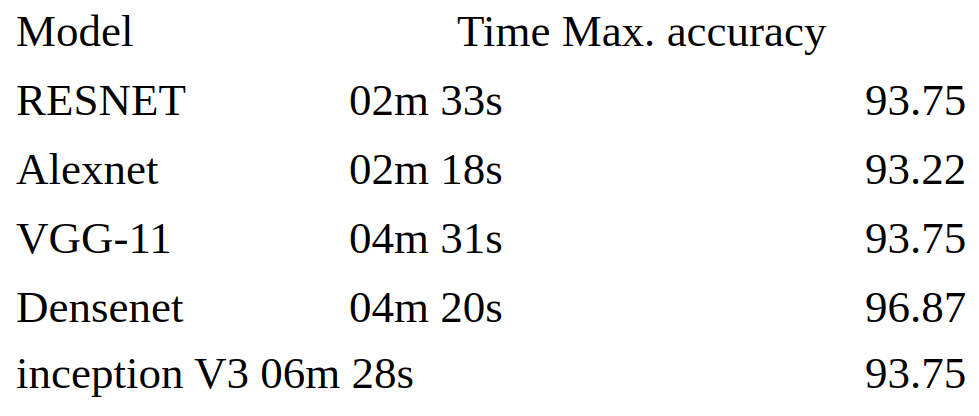 Model Time Max. accuracy
RESNET 02m 33s 93.75
Alexnet 02m 18s 93.22
VGG-11 04m 31s 93.75
Densenet 04m 20s 96.87
inception V3 06m 28s 93.75